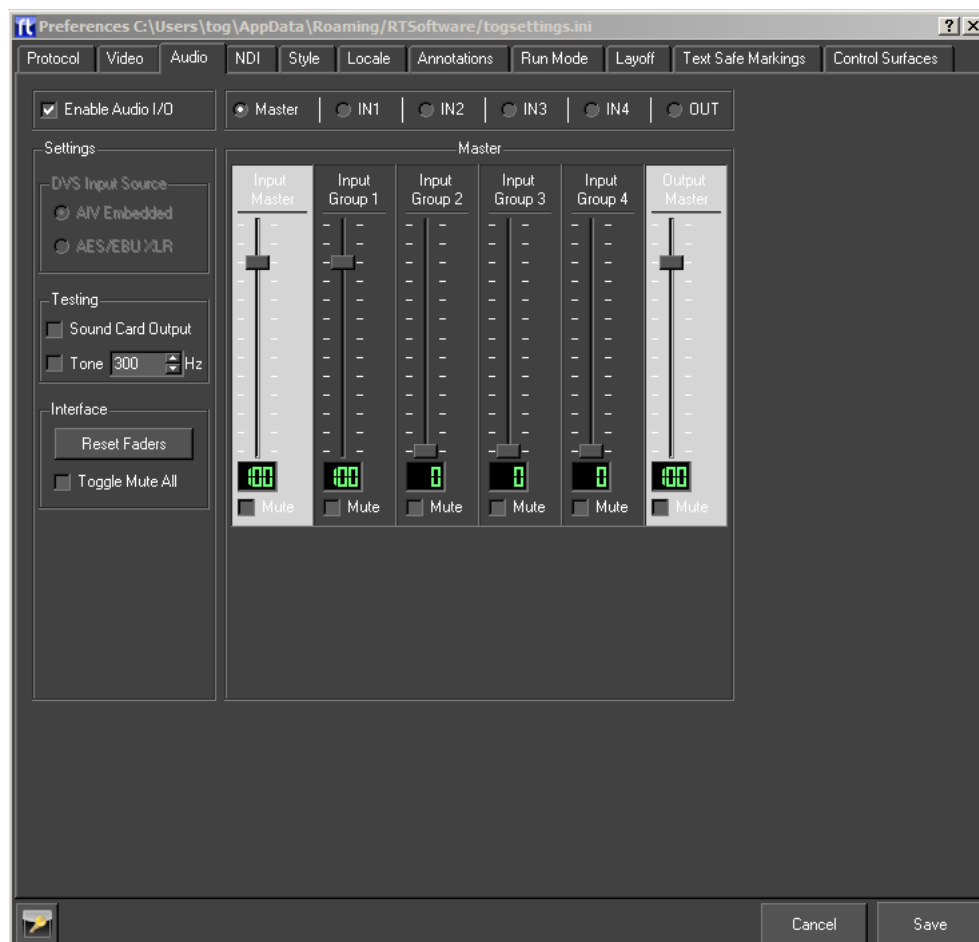 ft Preferences C:\Users\tog\AppData\Roaming/RTSoftware/togsettings.ini ? X
Protocol Video Audio NDI Style Locale Annotations Run Mode Layoff Text Safe Markings Control Surfaces
Enable Audio I/O
Master IN1 IN2 IN3 IN4 OUT
Settings
DVS Input Source
AIV Embedded
AES/EBU XLR
Testing
Sound Card Output
Tone 300 Hz
Interface
Reset Faders
Toggle Mute All
Master
Input Master
Input Group 1
Input Group 2
Input Group 3
Input Group 4
Output Master
100 100 0 0 0 100
Mute Mute Mute Mute Mute Mute
Cancel Save